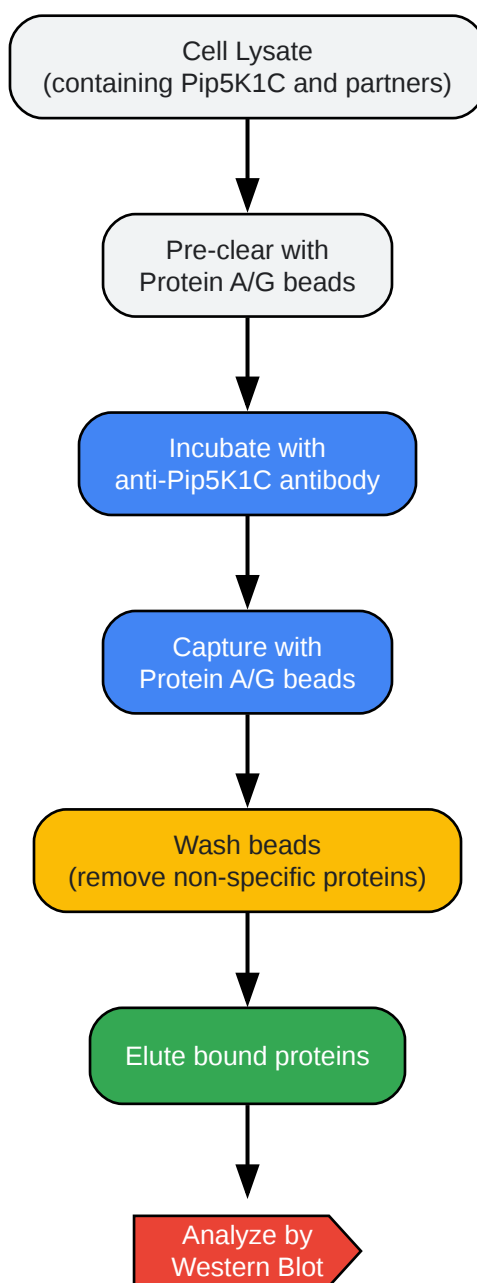 Cell Lysate
(containing Pip5K1C and partners)
Pre-clear with
Protein A/G beads
Incubate with
anti-Pip5K1C antibody
Capture with
Protein A/G beads
Wash beads
(remove non-specific proteins)
Elute bound proteins
Analyze by
Western Blot